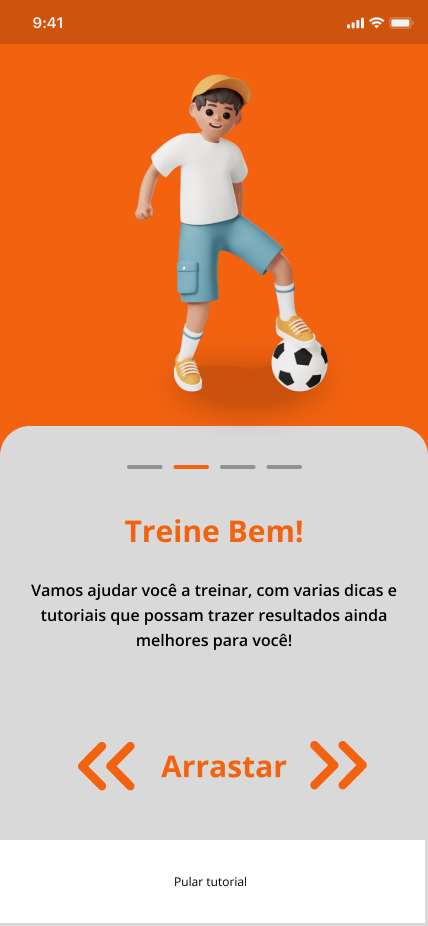 9:41
Treine Bem!
Vamos ajudar você a treinar, com varias dicas e
tutoriais que possam trazer resultados ainda
melhores para você!
Arrastar
Pular tutorial